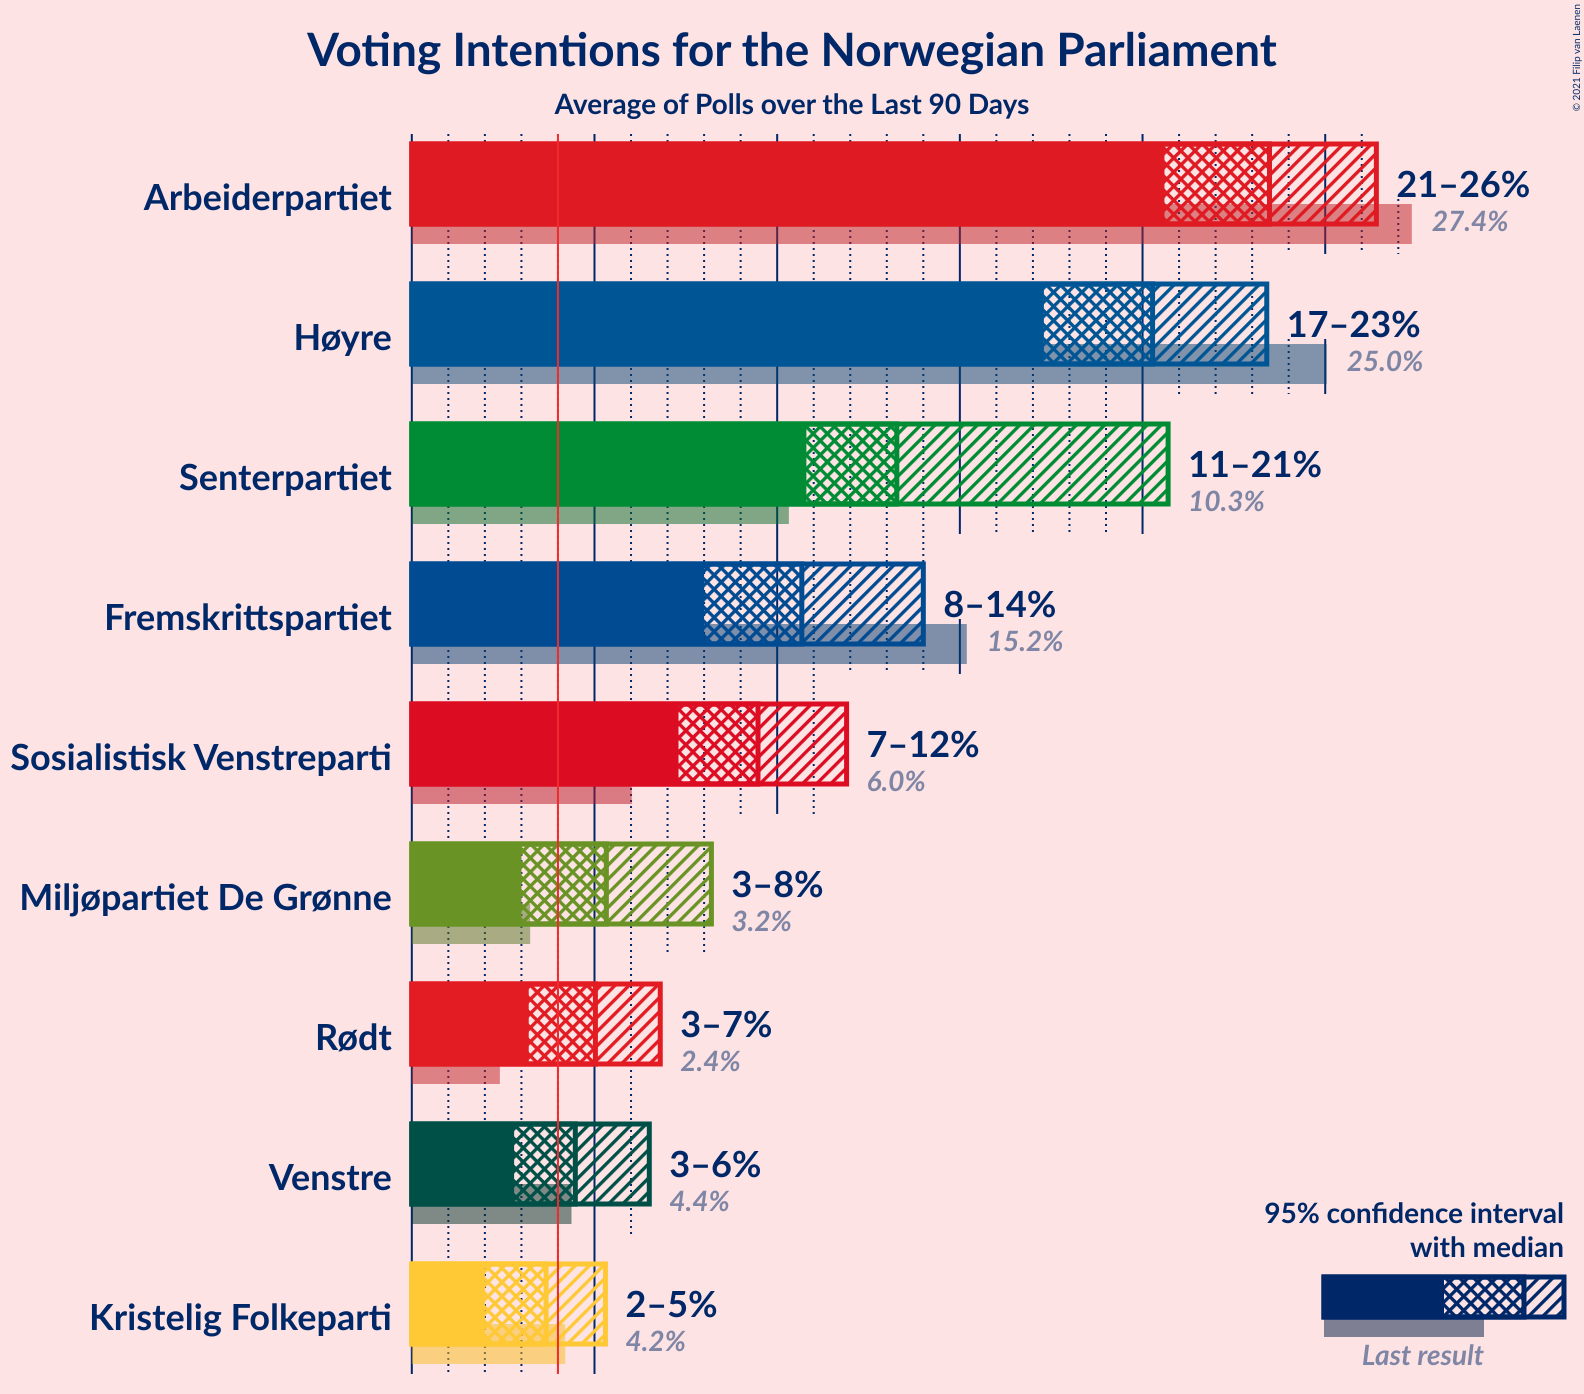 Voting Intentions for the Norwegian Parliament
Average of Polls over the Last 90 Days
© 2021 Filip van Laenen
Arbeiderpartiet
21–26%
27.4%
Høyre
17–23%
25.0%
Senterpartiet
11–21%
10.3%
Fremskrittspartiet
8–14%
15.2%
Sosialistisk Venstreparti
7–12%
6.0%
Miljøpartiet De Grønne
3–8%
3.2%
Rødt
3–7%
2.4%
Venstre
3–6%
4.4%
Kristelig Folkeparti
2–5%
4.2%
95% confidence interval
with median
Last result